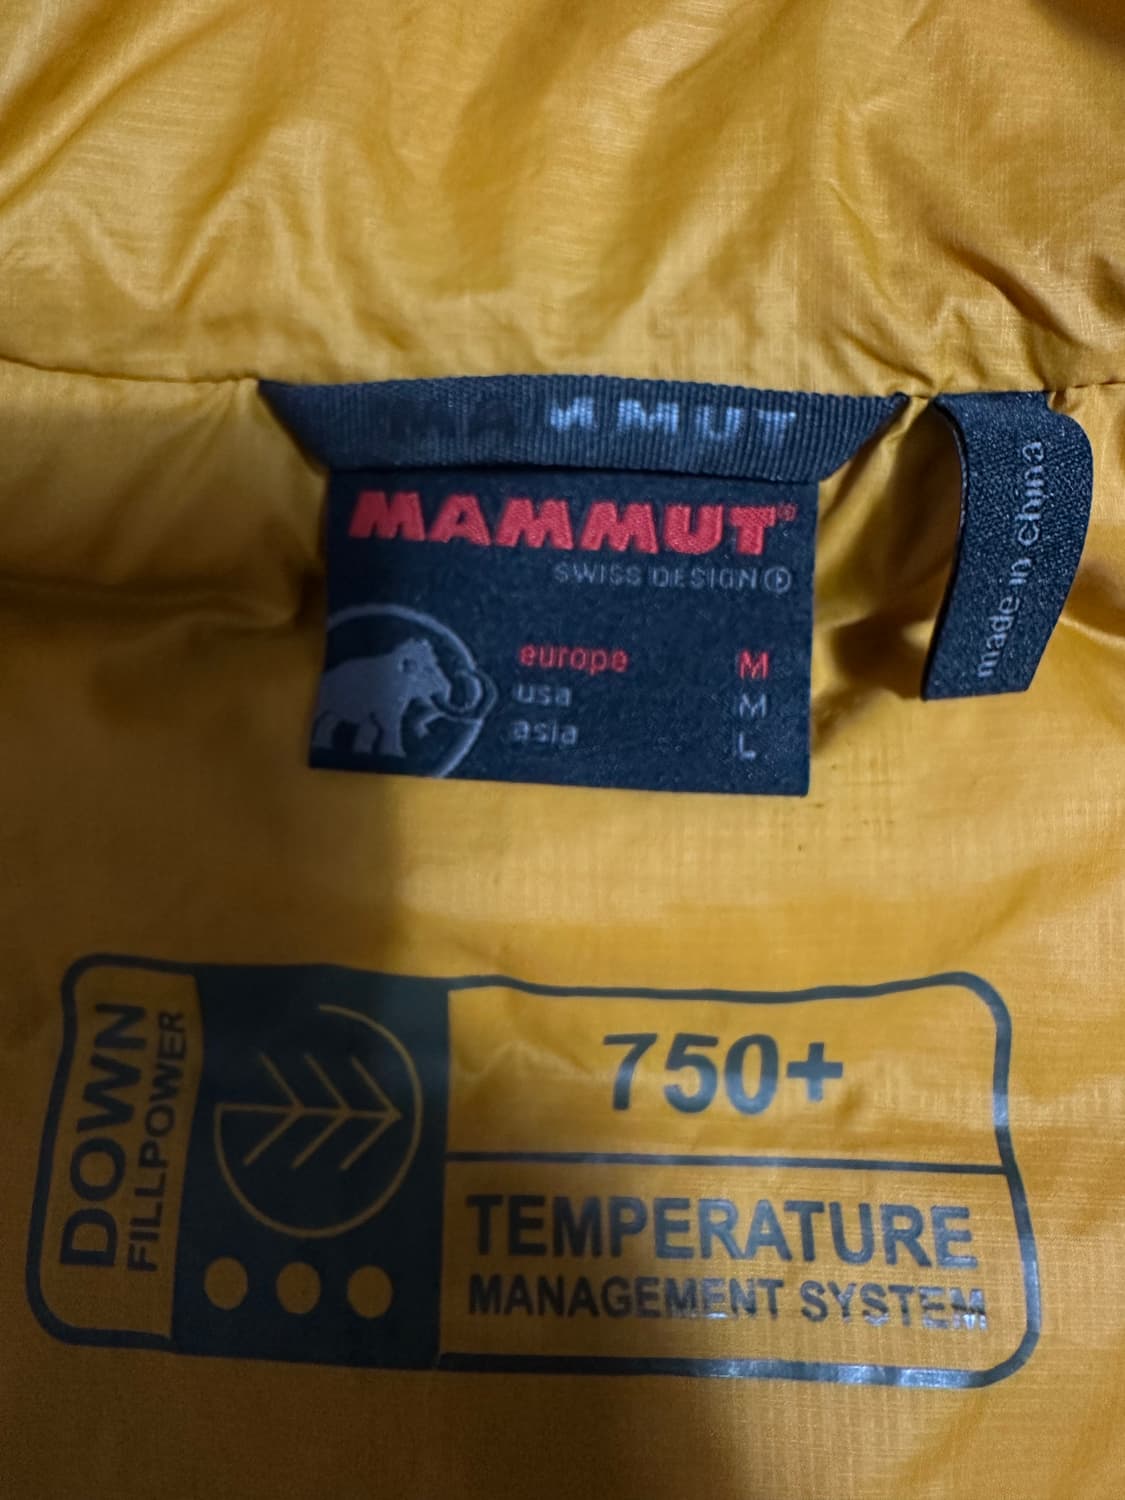 MAMMUT
MAMMUT®
SWISS DESIGN
europe M
usa M
asia L
made in china
DOWN
FILLPOWER
750+
TEMPERATURE
MANAGEMENT SYSTEM